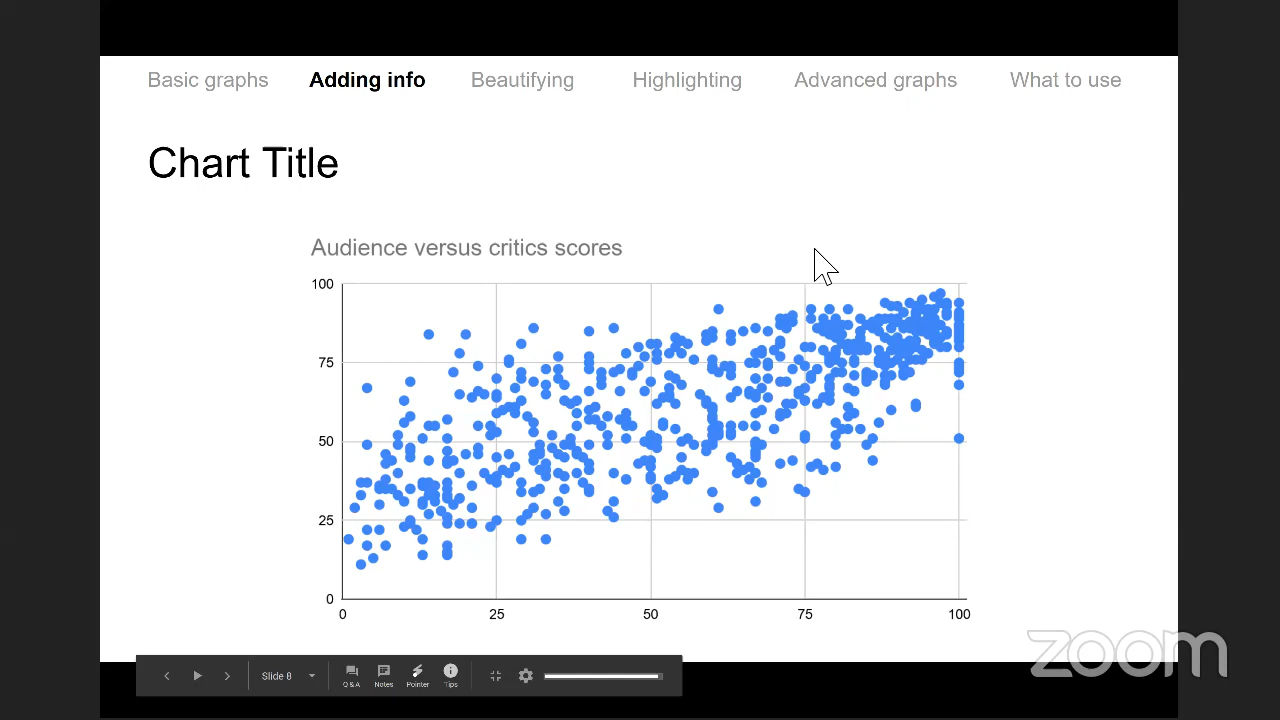 Basic graphs Adding info Beautifying Highlighting Advanced graphs What to use
Chart Title
Audience versus critics scores
100
75
50
25
0
0 25 50 75 100
zoom
Slide 8 Q & A Notes Pointer Tips